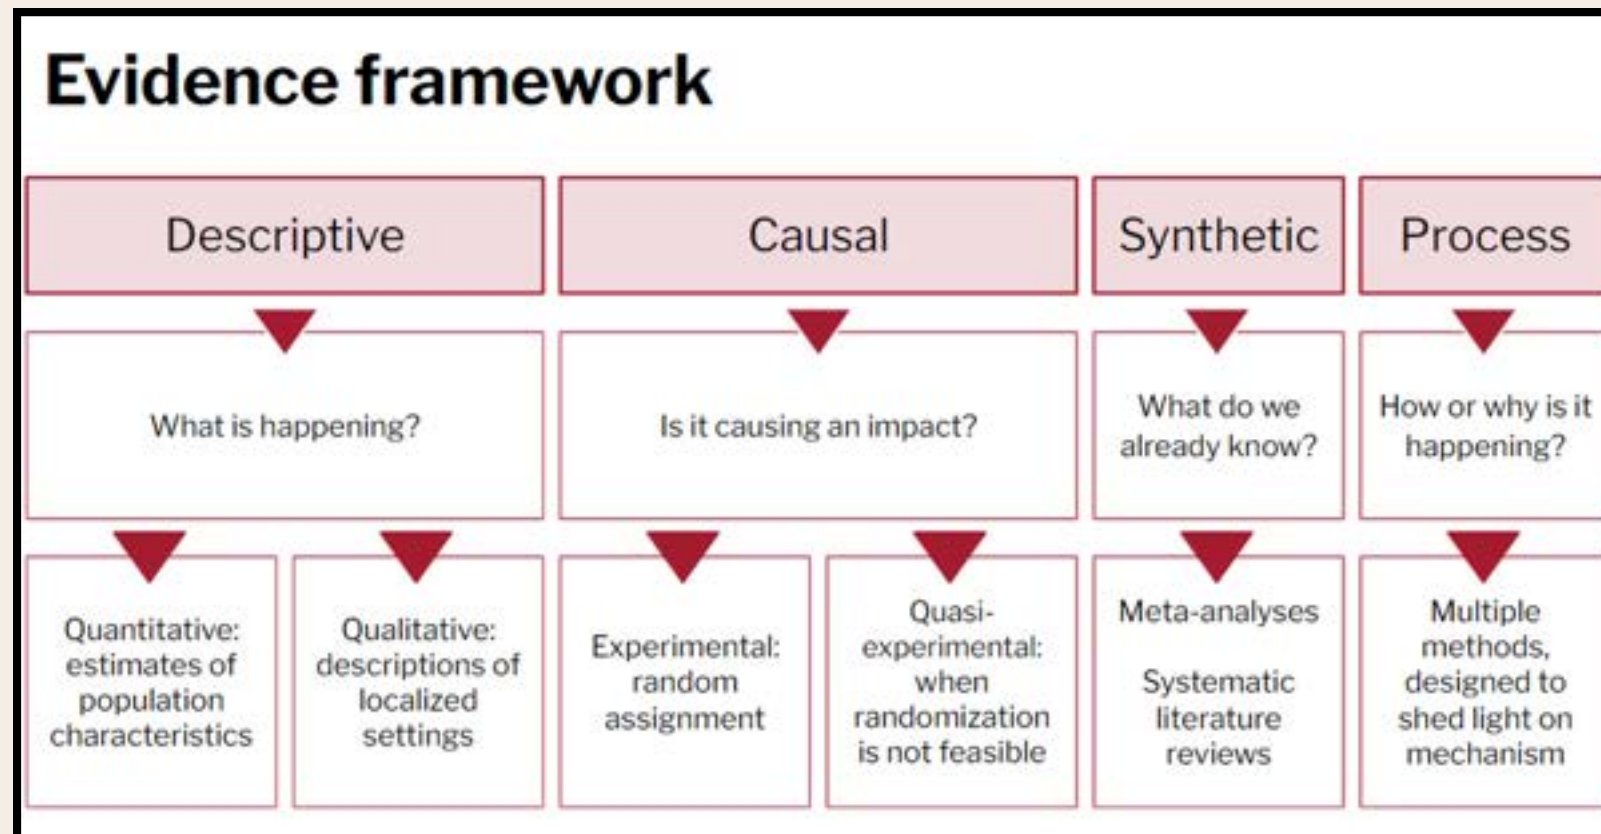 Evidence framework
Descriptive
Causal
Synthetic
Process
What is happening?
Is it causing an impact?
What do we
already know?
How or why is it
happening?
Quantitative:
estimates of
population
characteristics
Qualitative:
descriptions of
localized
settings
Experimental:
random
assignment
Quasi-
experimental:
when
randomization
is not feasible
Meta-analyses
Systematic
literature
reviews
Multiple
methods,
designed to
shed light on
mechanism